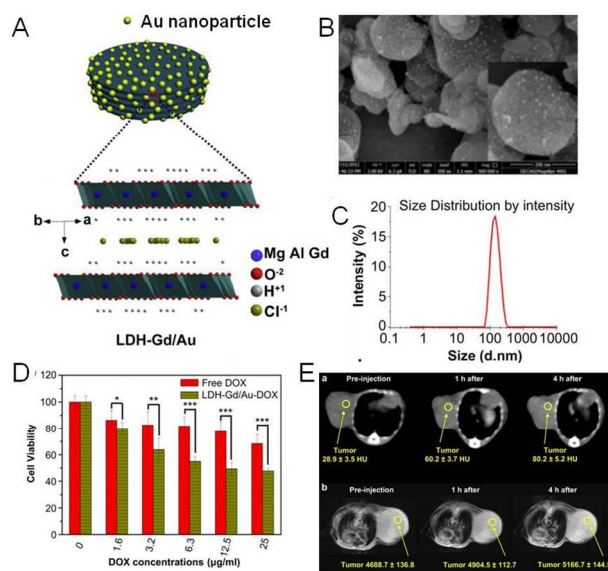 A
Au nanoparticle
b
a
c
Mg Al Gd
O-2
H+1
Cl-1
LDH-Gd/Au
B
C
Size Distribution by intensity
Intensity (%)
20
15
10
5
0
0.1 1 10 100 1000 10000
Size (d.nm)
D
Free DOX
LDH-Gd/Au-DOX
Cell Viability
120
100
80
60
40
20
0
* ** *** *** ***
0 1.6 3.2 6.3 12.5 25
DOX concentrations (μg/ml)
E
a
Pre-injection 1 h after 4 h after
Tumor Tumor Tumor
28.9 ± 3.5 HU 60.2 ± 3.7 HU 80.2 ± 5.2 HU
b
Pre-injection 1 h after 4 h after
Tumor 4688.7 ± 136.8 Tumor 4904.5 ± 112.7 Tumor 5166.7 ± 144.